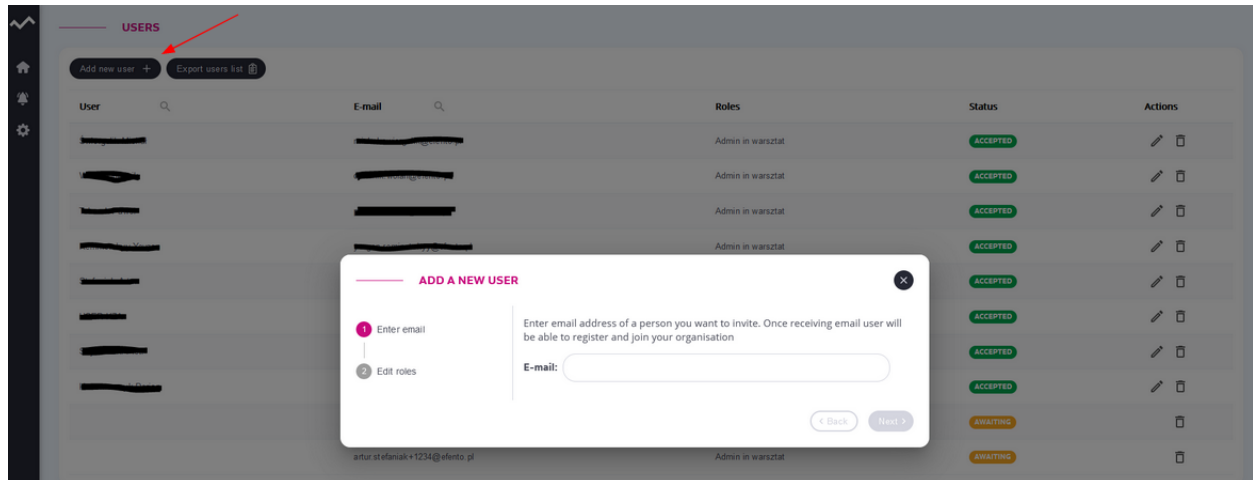 USERS
Add new user +
Export users list
User
E-mail
Roles
Status
Actions
Admin in warsztat
ACCEPTED
Admin in warsztat
ACCEPTED
Admin in warsztat
ACCEPTED
Admin in warsztat
ACCEPTED
ADD A NEW USER
ACCEPTED
1 Enter email
Enter email address of a person you want to invite. Once receiving email user will
be able to register and join your organisation
ACCEPTED
2 Edit roles
E-mail:
ACCEPTED
ACCEPTED
< Back
Next >
AWAITING
artur.stefaniak+1234@efento.pl
Admin in warsztat
AWAITING